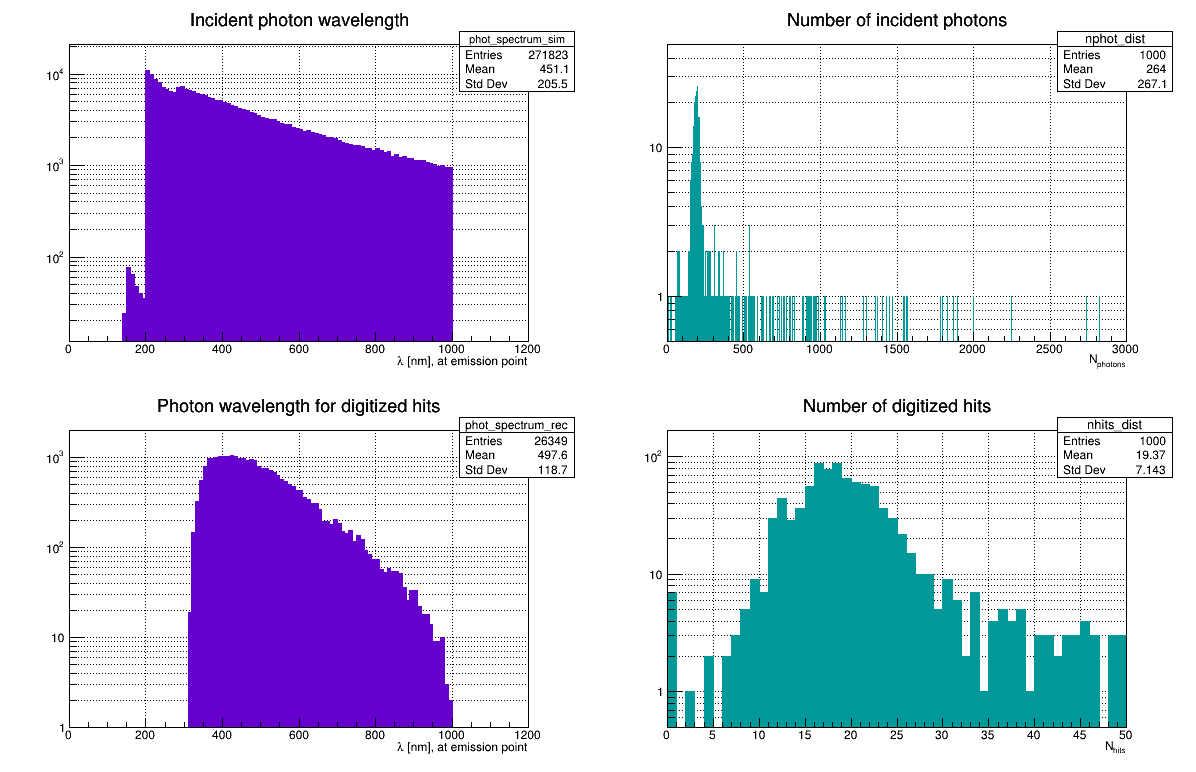 Incident photon wavelength
phot_spectrum_sim
Entries 271823
Mean 451.1
Std Dev 205.5
10^4
10^3
10^2
0 200 400 600 800 1000 1200
λ [nm], at emission point
Number of incident photons
nphot_dist
Entries 1000
Mean 264
Std Dev 267.1
10
1
0 500 1000 1500 2000 2500 3000
N_photons
Photon wavelength for digitized hits
phot_spectrum_rec
Entries 26349
Mean 497.6
Std Dev 118.7
10^3
10^2
10
1
0 200 400 600 800 1000 1200
λ [nm], at emission point
Number of digitized hits
nhits_dist
Entries 1000
Mean 19.37
Std Dev 7.143
10^2
10
1
0 5 10 15 20 25 30 35 40 45 50
N_hits